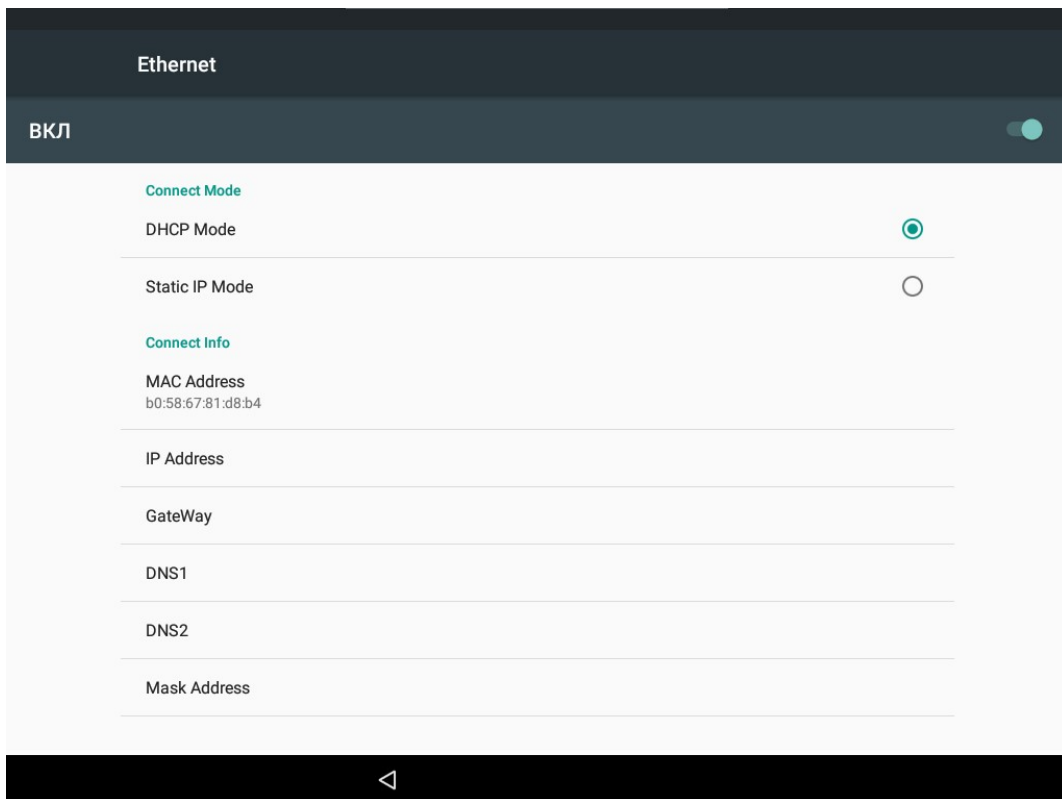 Ethernet
ВКЛ
Connect Mode
DHCP Mode
Static IP Mode
Connect Info
MAC Address
b0:58:67:81:d8:b4
IP Address
GateWay
DNS1
DNS2
Mask Address